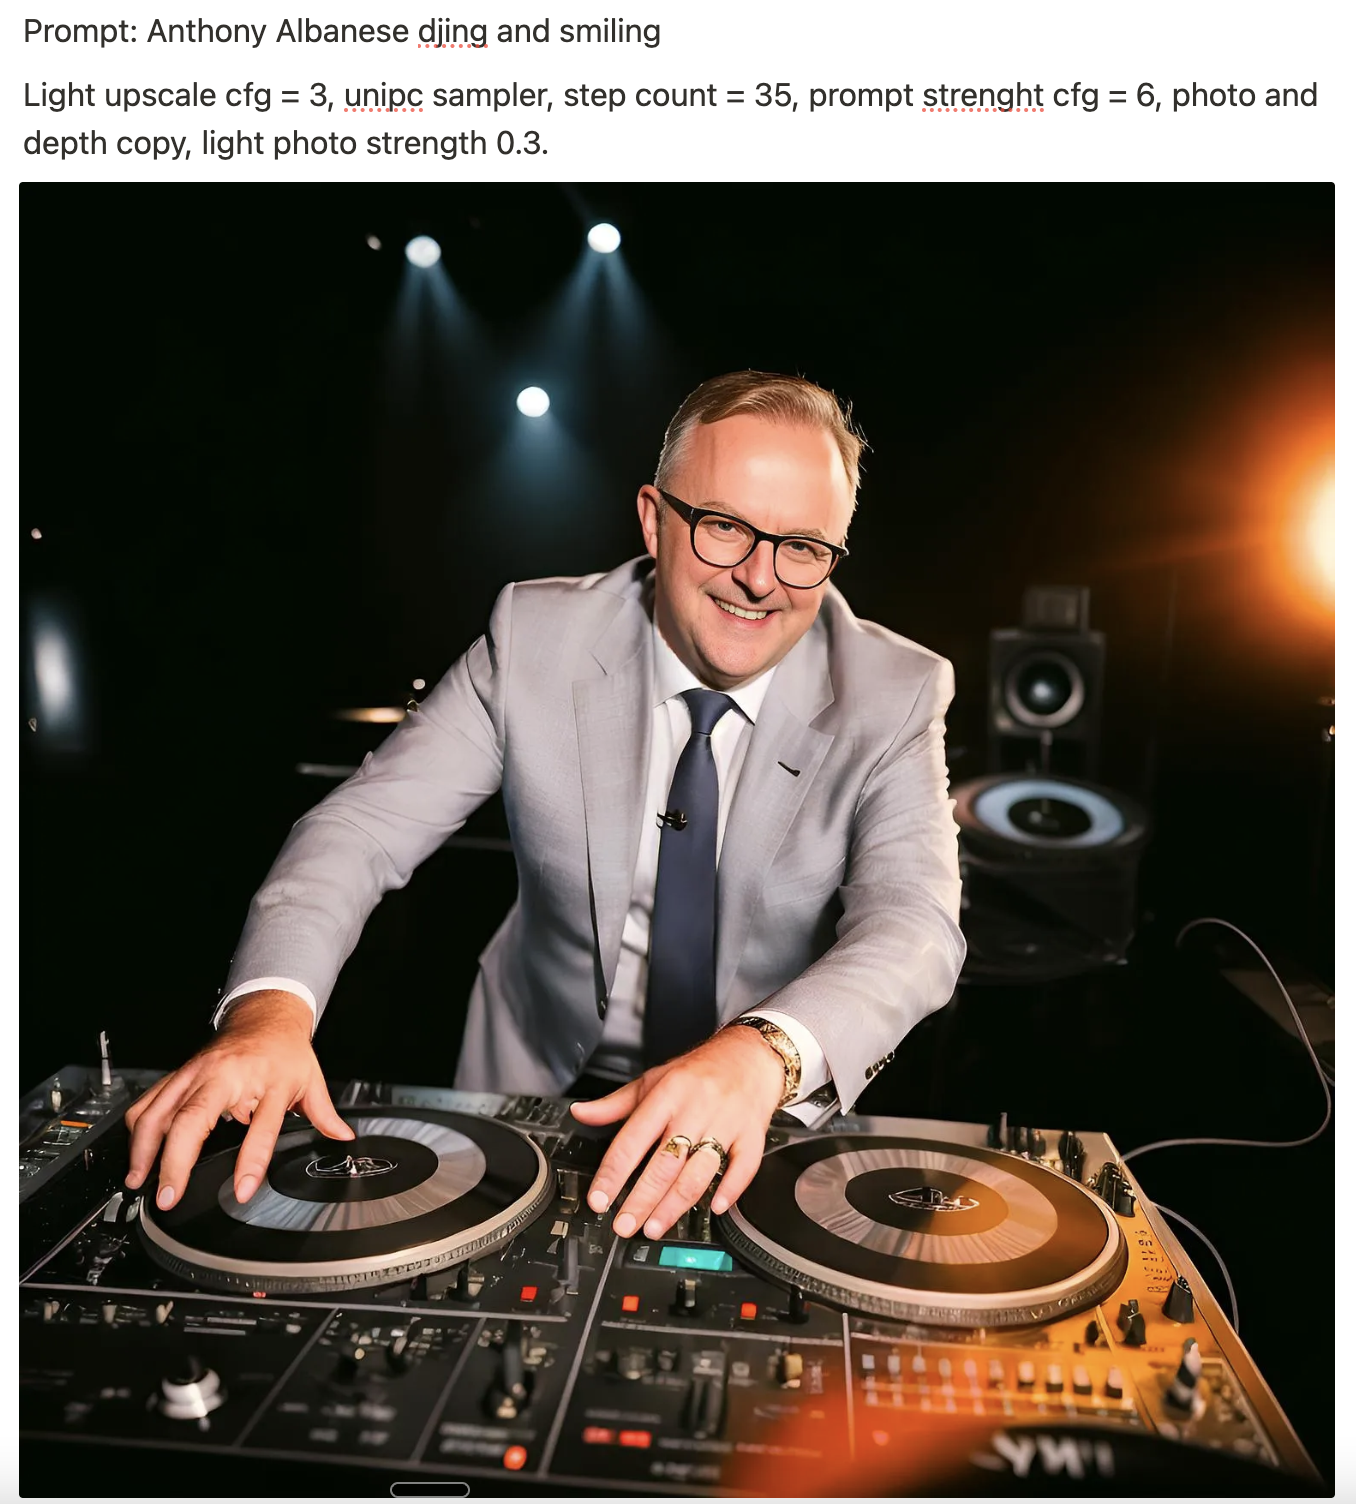 Prompt: Anthony Albanese djing and smiling
Light upscale cfg = 3, unipc sampler, step count = 35, prompt strenght cfg = 6, photo and
depth copy, light photo strength 0.3.